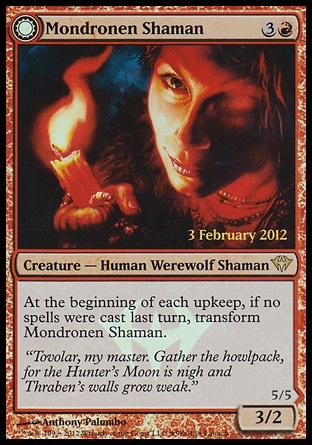 Mondronen Shaman 3
3 February 2012
Creature — Human Werewolf Shaman
At the beginning of each upkeep, if no
spells were cast last turn, transform
Mondronen Shaman.
“Tovolar, my master. Gather the howlpack,
for the Hunter's Moon is nigh and
Thraben's walls grow weak.”
5/5
Anthony Palumbo
3/2